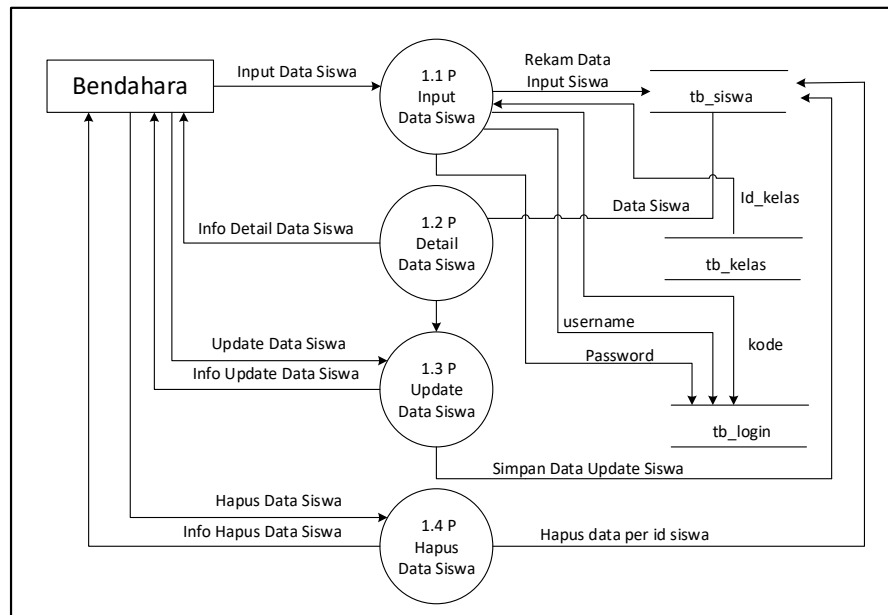 Bendahara
Input Data Siswa
1.1 P
Input
Data Siswa
Rekam Data
Input Siswa
tb_siswa
Id_kelas
tb_kelas
Info Detail Data Siswa
1.2 P
Detail
Data Siswa
Data Siswa
username
Password
kode
tb_login
Update Data Siswa
Info Update Data Siswa
1.3 P
Update
Data Siswa
Simpan Data Update Siswa
Hapus Data Siswa
Info Hapus Data Siswa
1.4 P
Hapus
Data Siswa
Hapus data per id siswa